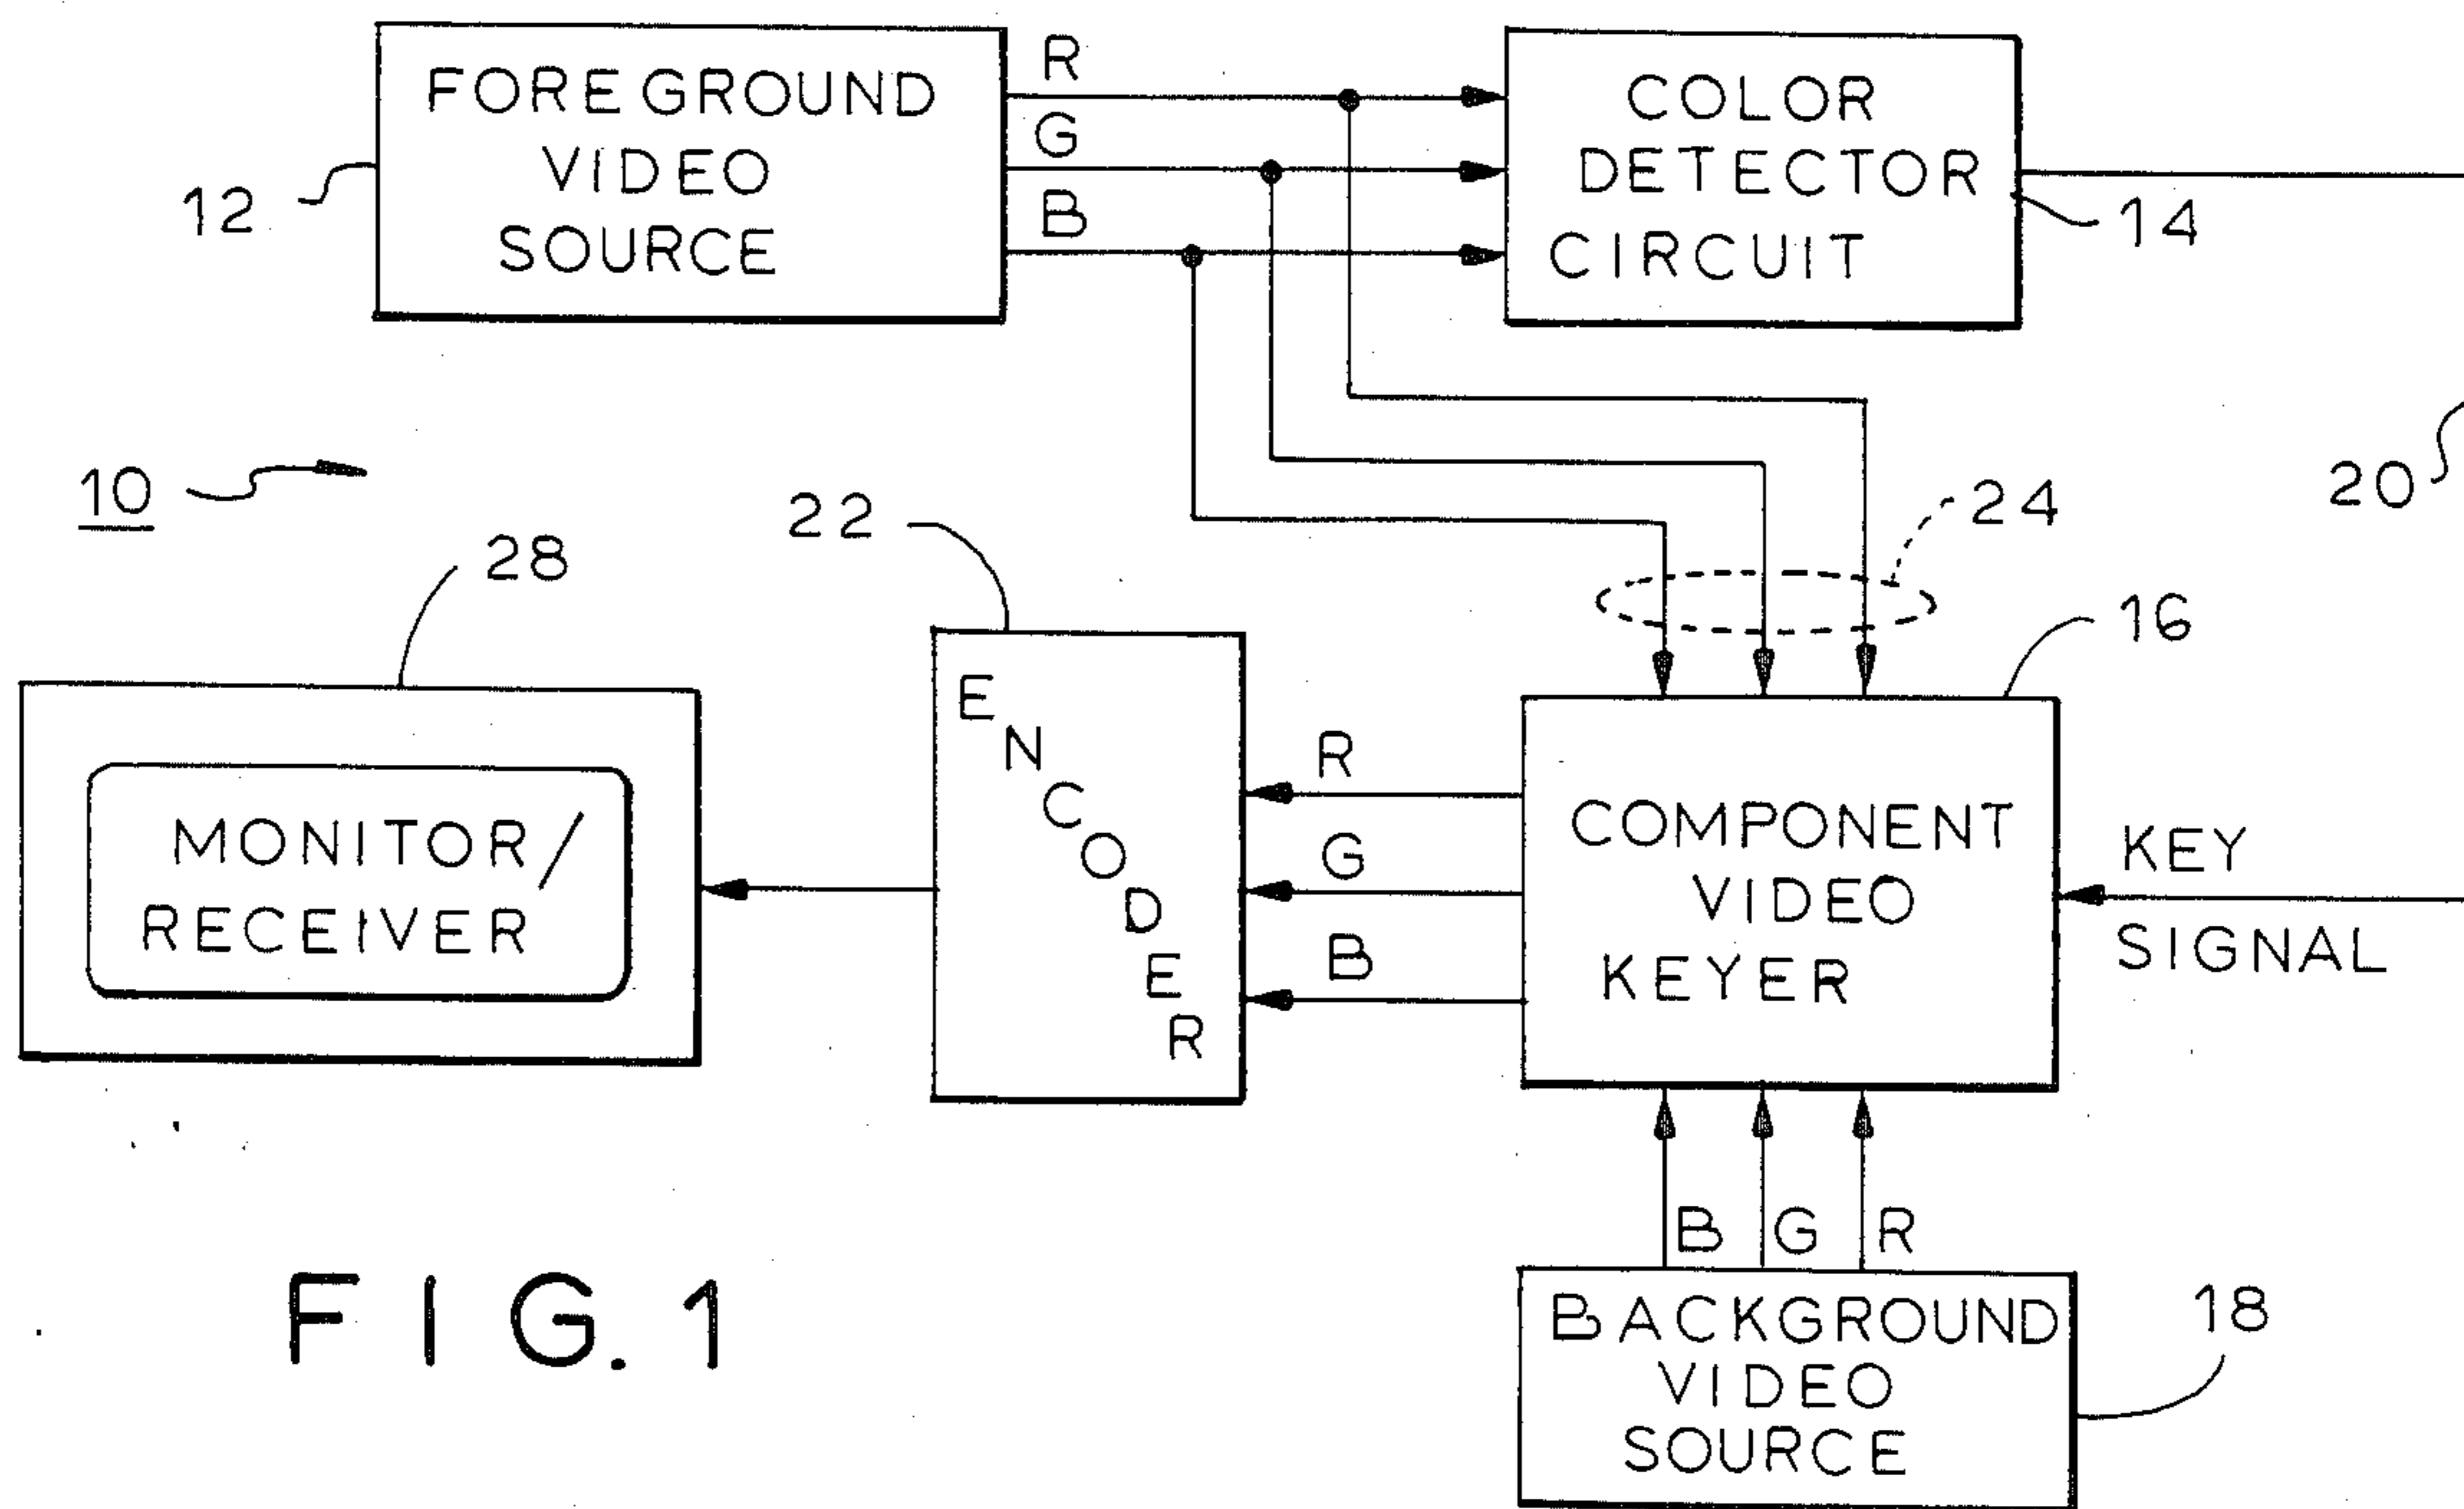 FOREGROUND
VIDEO
SOURCE
12
R
G
B
COLOR
DETECTOR
CIRCUIT
14
10
20
24
22
28
16
MONITOR/
RECEIVER
ENCODER
R
G
B
COMPONENT
VIDEO
KEYER
KEY
SIGNAL
B G R
BACKGROUND
VIDEO
SOURCE
18
FIG. 1